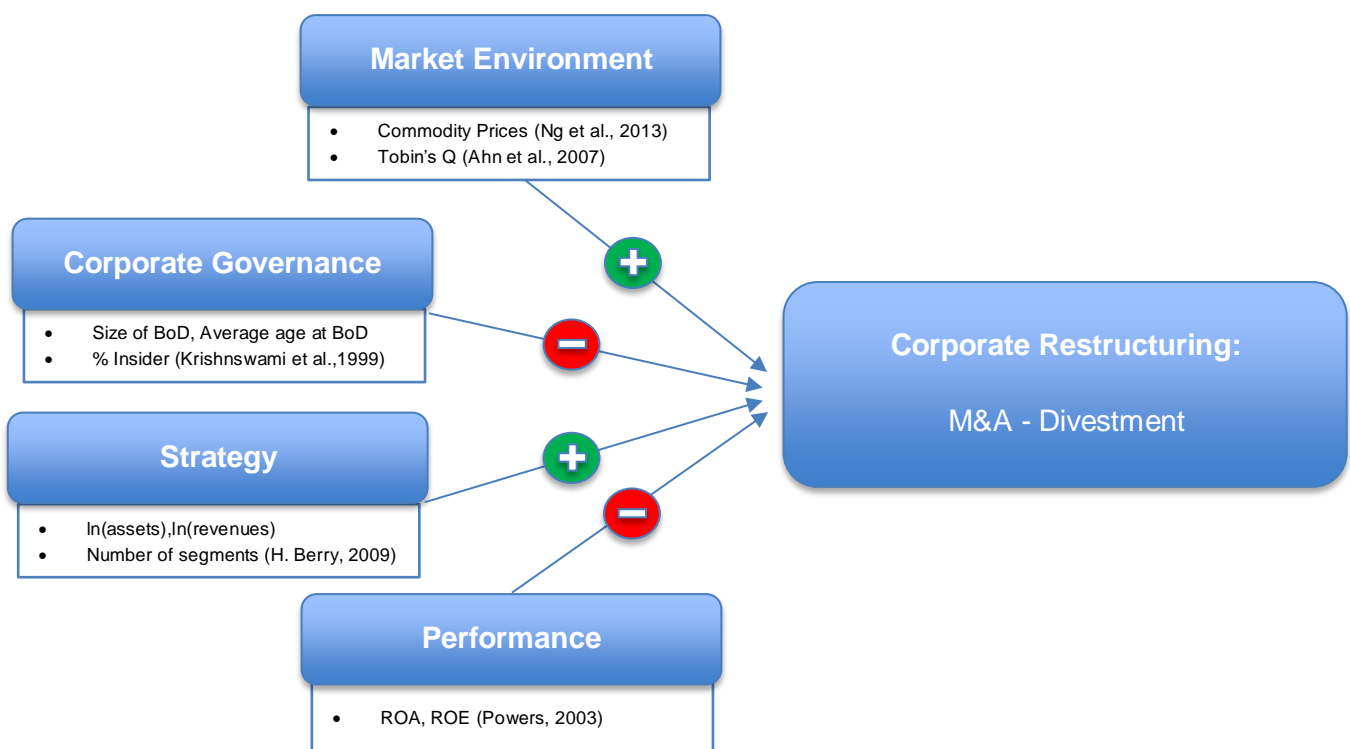 Market Environment
• Commodity Prices (Ng et al., 2013)
• Tobin's Q (Ahn et al., 2007)
Corporate Governance
• Size of BoD, Average age at BoD
• % Insider (Krishnswami et al.,1999)
Strategy
• ln(assets),ln(revenues)
• Number of segments (H. Berry, 2009)
Performance
• ROA, ROE (Powers, 2003)
Corporate Restructuring:
M&A - Divestment